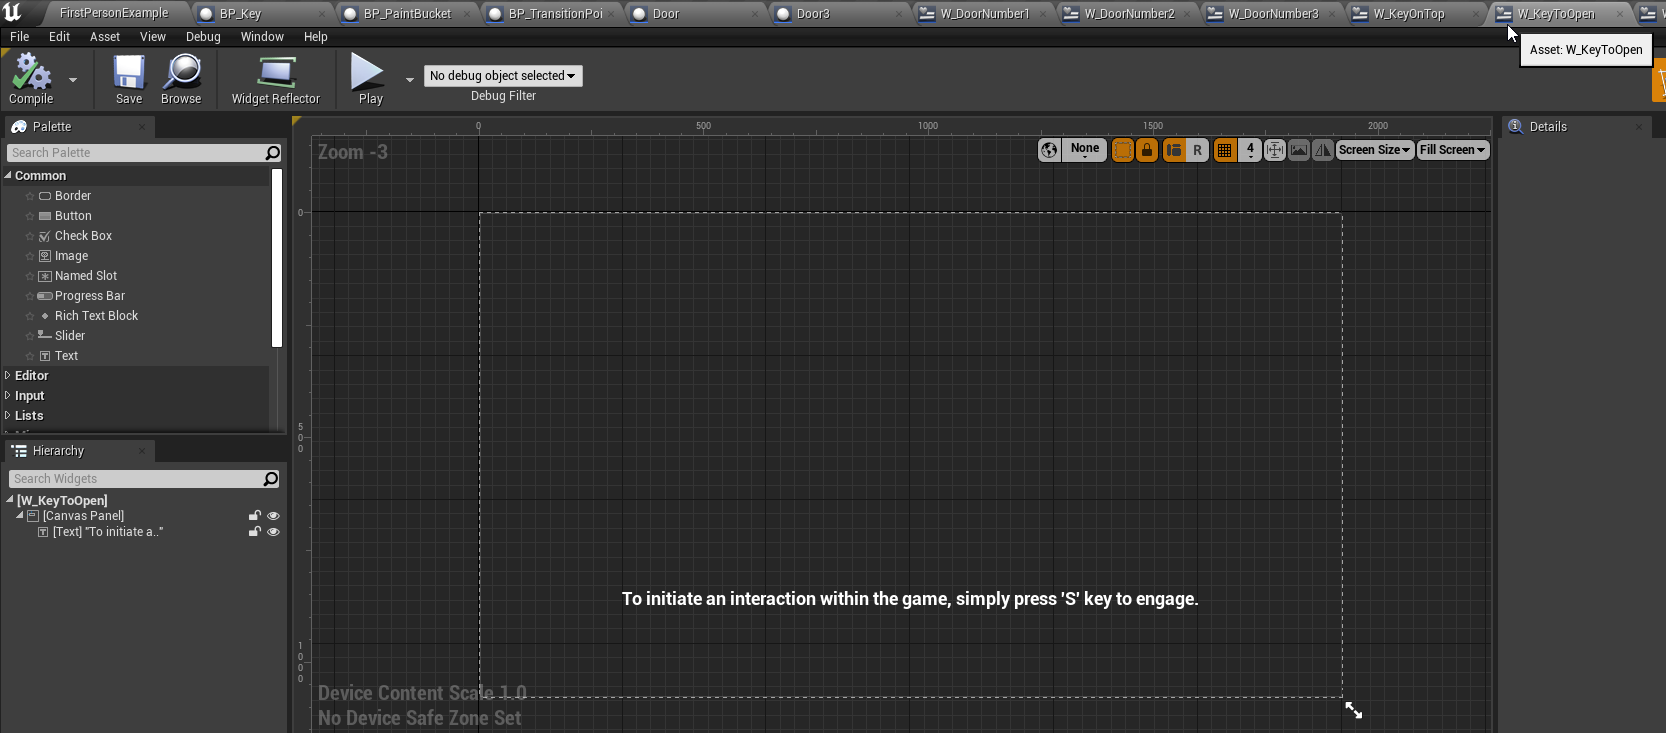 FirstPersonExample BP_Key BP_PaintBucket BP_TransitionPoi Door Door3 W_DoorNumber1 W_DoorNumber2 W_DoorNumber3 W_KeyOnTop W_KeyToOpen
File Edit Asset View Debug Window Help
Asset: W_KeyToOpen
No debug object selected
Compile Save Browse Widget Reflector Play Debug Filter
Palette
Search Palette
Common
Border
Button
Check Box
Image
Named Slot
Progress Bar
Rich Text Block
Slider
Text
Editor
Input
Lists
Hierarchy
Search Widgets
[W_KeyToOpen]
[Canvas Panel]
[Text] "To initiate a.."
0 500 1000 1500 2000
Zoom -3
None R 4 Screen Size Fill Screen
0
500
1000
To initiate an interaction within the game, simply press 'S' key to engage.
Device Content Scale 1.0
No Device Safe Zone Set
Details